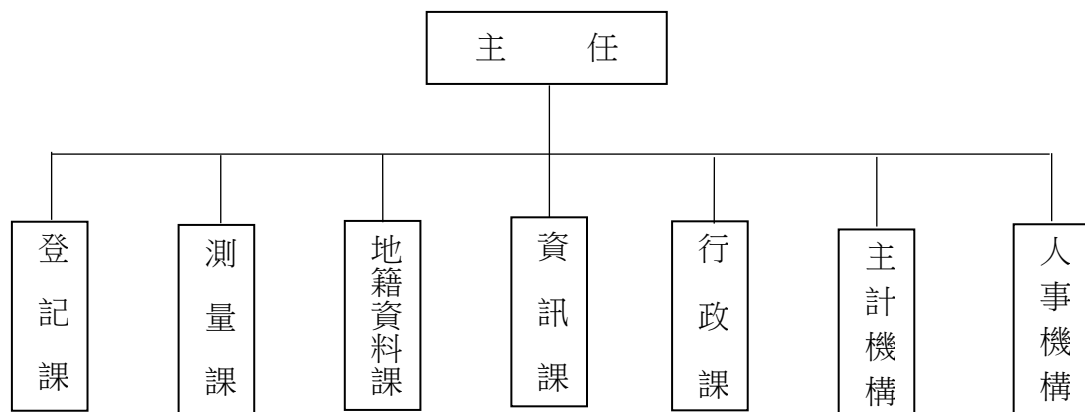 主任
登記課
測量課
地籍資料課
資訊課
行政課
主計機構
人事機構